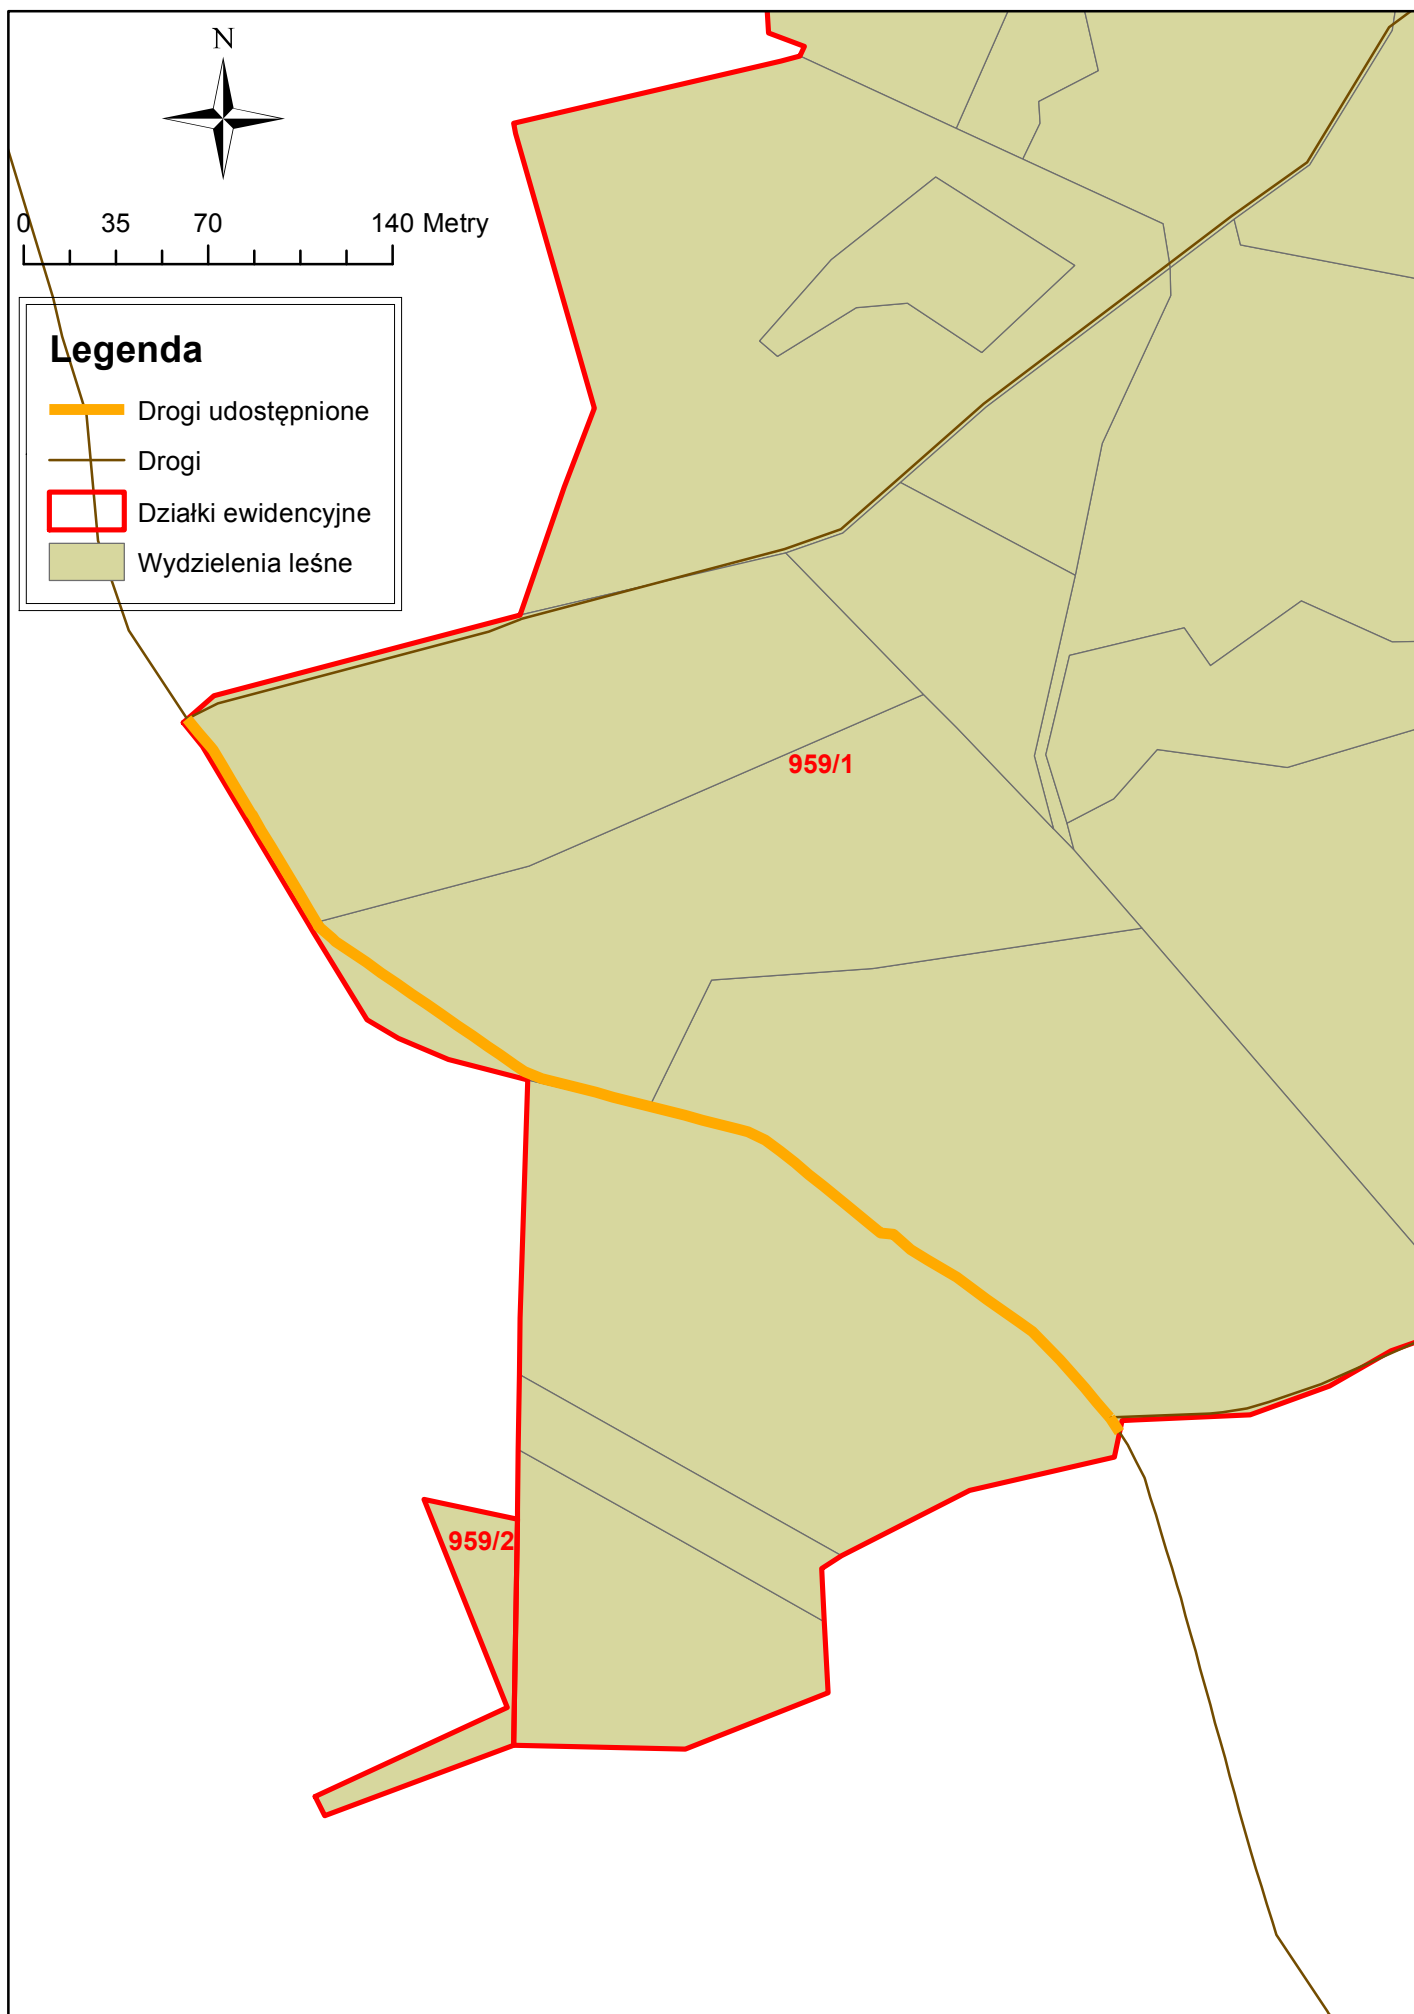 N
0 35 70 140 Metry
Legenda
Drogi udostępnione
Drogi
Działki ewidencyjne
Wydzielenia leśne
959/1
959/2